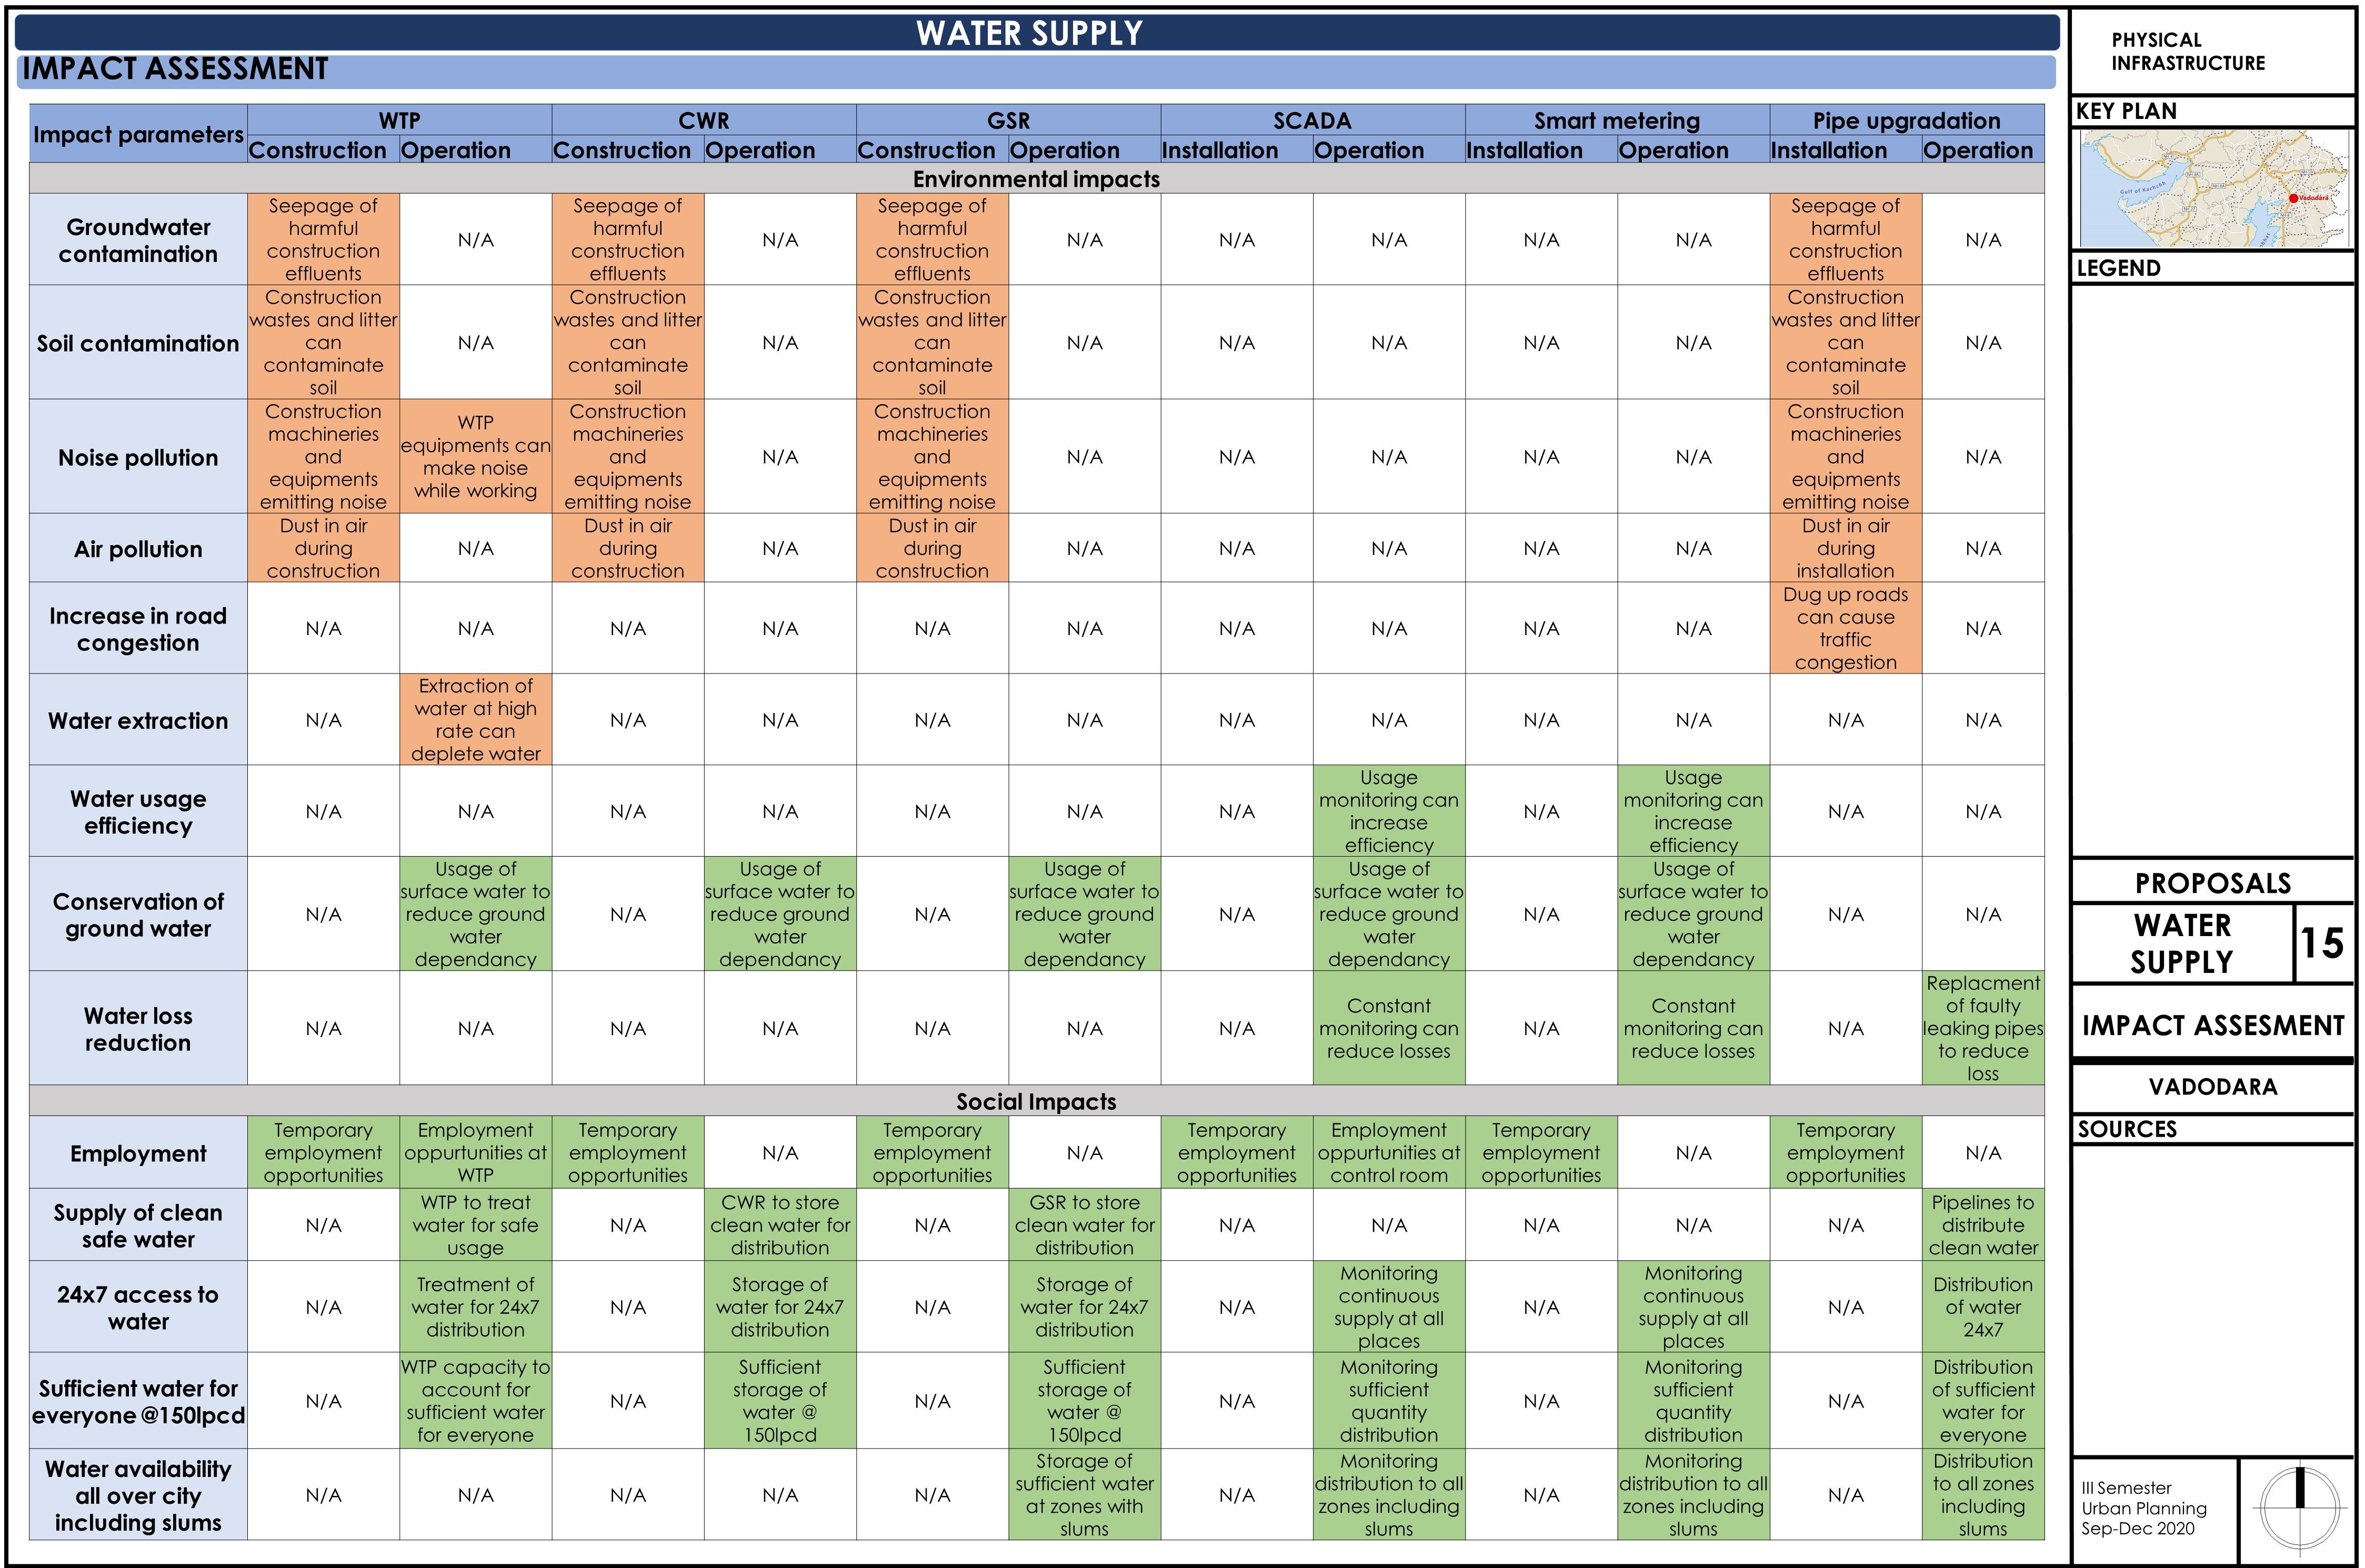 WATER SUPPLY
IMPACT ASSESSMENT
Impact parameters
WTP
CWR
GSR
SCADA
Smart metering
Pipe upgradation
Construction
Operation
Construction
Operation
Construction
Operation
Installation
Operation
Installation
Operation
Installation
Operation
Environmental impacts
Groundwater
contamination
Seepage of
harmful
construction
effluents
N/A
Seepage of
harmful
construction
effluents
N/A
Seepage of
harmful
construction
effluents
N/A
N/A
N/A
N/A
N/A
Seepage of
harmful
construction
effluents
N/A
Soil contamination
Construction
wastes and litter
can
contaminate
soil
N/A
Construction
wastes and litter
can
contaminate
soil
N/A
Construction
wastes and litter
can
contaminate
soil
N/A
N/A
N/A
N/A
N/A
Construction
wastes and litter
can
contaminate
soil
N/A
Noise pollution
Construction
machineries
and
equipments
emitting noise
WTP
equipments can
make noise
while working
Construction
machineries
and
equipments
emitting noise
N/A
Construction
machineries
and
equipments
emitting noise
N/A
N/A
N/A
N/A
N/A
Construction
machineries
and
equipments
emitting noise
N/A
Air pollution
Dust in air
during
construction
N/A
Dust in air
during
construction
N/A
Dust in air
during
construction
N/A
N/A
N/A
N/A
N/A
Dust in air
during
installation
N/A
Increase in road
congestion
N/A
N/A
N/A
N/A
N/A
N/A
N/A
N/A
N/A
N/A
Dug up roads
can cause
traffic
congestion
N/A
Water extraction
N/A
Extraction of
water at high
rate can
deplete water
N/A
N/A
N/A
N/A
N/A
N/A
N/A
N/A
N/A
N/A
Water usage
efficiency
N/A
N/A
N/A
N/A
N/A
N/A
N/A
Usage
monitoring can
increase
efficiency
N/A
Usage
monitoring can
increase
efficiency
N/A
N/A
Conservation of
ground water
N/A
Usage of
surface water to
reduce ground
water
dependancy
N/A
Usage of
surface water to
reduce ground
water
dependancy
N/A
Usage of
surface water to
reduce ground
water
dependancy
N/A
Usage of
surface water to
reduce ground
water
dependancy
N/A
Usage of
surface water to
reduce ground
water
dependancy
N/A
N/A
Water loss
reduction
N/A
N/A
N/A
N/A
N/A
N/A
N/A
Constant
monitoring can
reduce losses
N/A
Constant
monitoring can
reduce losses
N/A
Replacment
of faulty
leaking pipes
to reduce
loss
Social Impacts
Employment
Temporary
employment
opportunities
Employment
oppurtunities at
WTP
Temporary
employment
opportunities
N/A
Temporary
employment
opportunities
N/A
Temporary
employment
opportunities
Employment
oppurtunities at
control room
Temporary
employment
opportunities
N/A
Temporary
employment
opportunities
N/A
Supply of clean
safe water
N/A
WTP to treat
water for safe
usage
N/A
CWR to store
clean water for
distribution
N/A
GSR to store
clean water for
distribution
N/A
N/A
N/A
N/A
N/A
Pipelines to
distribute
clean water
24x7 access to
water
N/A
Treatment of
water for 24x7
distribution
N/A
Storage of
water for 24x7
distribution
N/A
Storage of
water for 24x7
distribution
N/A
Monitoring
continuous
supply at all
places
N/A
Monitoring
continuous
supply at all
places
N/A
Distribution
of water
24x7
Sufficient water for
everyone @150lpcd
N/A
WTP capacity to
account for
sufficient water
for everyone
N/A
Sufficient
storage of
water @
150lpcd
N/A
Sufficient
storage of
water @
150lpcd
N/A
Monitoring
sufficient
quantity
distribution
N/A
Monitoring
sufficient
quantity
distribution
N/A
Distribution
of sufficient
water for
everyone
Water availability
all over city
including slums
N/A
N/A
N/A
N/A
N/A
Storage of
sufficient water
at zones with
slums
N/A
Monitoring
distribution to all
zones including
slums
N/A
Monitoring
distribution to all
zones including
slums
N/A
Distribution
to all zones
including
slums
PHYSICAL
INFRASTRUCTURE
KEY PLAN
Gulf of Kachchh
Vadodara
LEGEND
PROPOSALS
WATER
SUPPLY
15
IMPACT ASSESMENT
VADODARA
SOURCES
III Semester
Urban Planning
Sep-Dec 2020